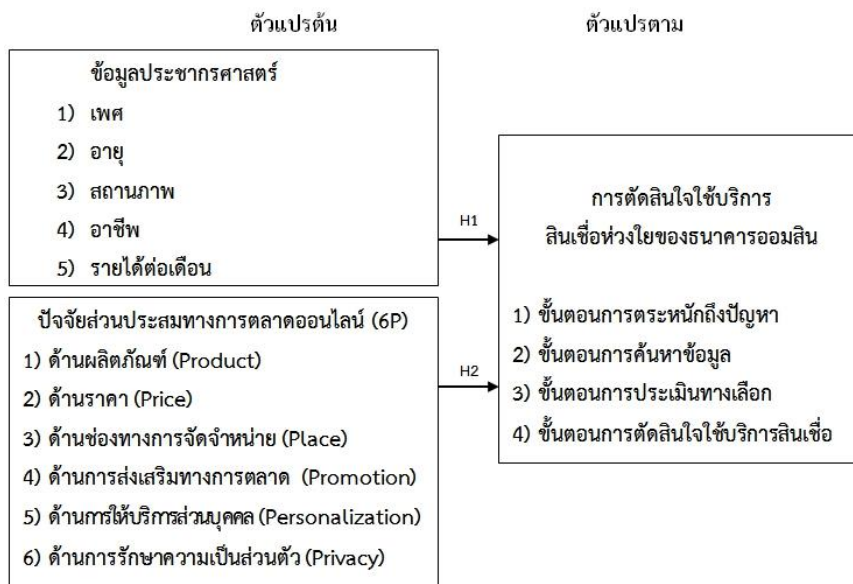 ตัวแปรต้น
ตัวแปรตาม
ข้อมูลประชากรศาสตร์
1) เพศ
2) อายุ
3) สถานภาพ
4) อาชีพ
5) รายได้ต่อเดือน
H1
ปัจจัยส่วนประสมทางการตลาดออนไลน์ (6P)
1) ด้านผลิตภัณฑ์ (Product)
2) ด้านราคา (Price)
3) ด้านช่องทางการจัดจำหน่าย (Place)
4) ด้านการส่งเสริมทางการตลาด (Promotion)
5) ด้านการให้บริการส่วนบุคคล (Personalization)
6) ด้านการรักษาความเป็นส่วนตัว (Privacy)
H2
การตัดสินใจใช้บริการ
สินเชื่อห่วงใยของธนาคารออมสิน
1) ขั้นตอนการตระหนักถึงปัญหา
2) ขั้นตอนการค้นหาข้อมูล
3) ขั้นตอนการประเมินทางเลือก
4) ขั้นตอนการตัดสินใจใช้บริการสินเชื่อ